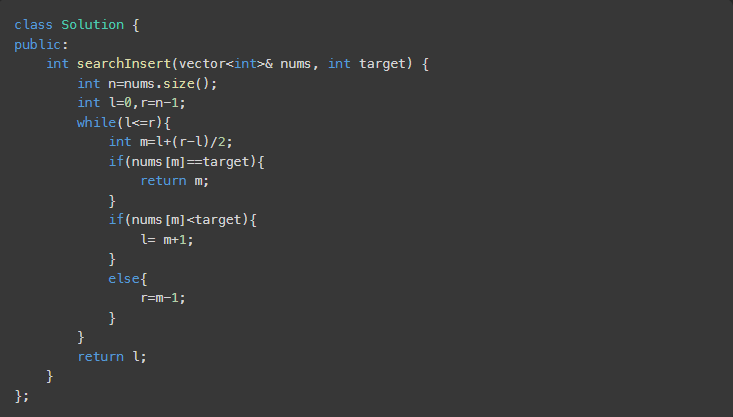 class Solution {
public:
    int searchInsert(vector<int>& nums, int target) {
        int n=nums.size();
        int l=0,r=n-1;
        while(l<=r){
            int m=l+(r-l)/2;
            if(nums[m]==target){
                return m;
            }
            if(nums[m]<target){
                l= m+1;
            }
            else{
                r=m-1;
            }
        }
        return l;
    }
};